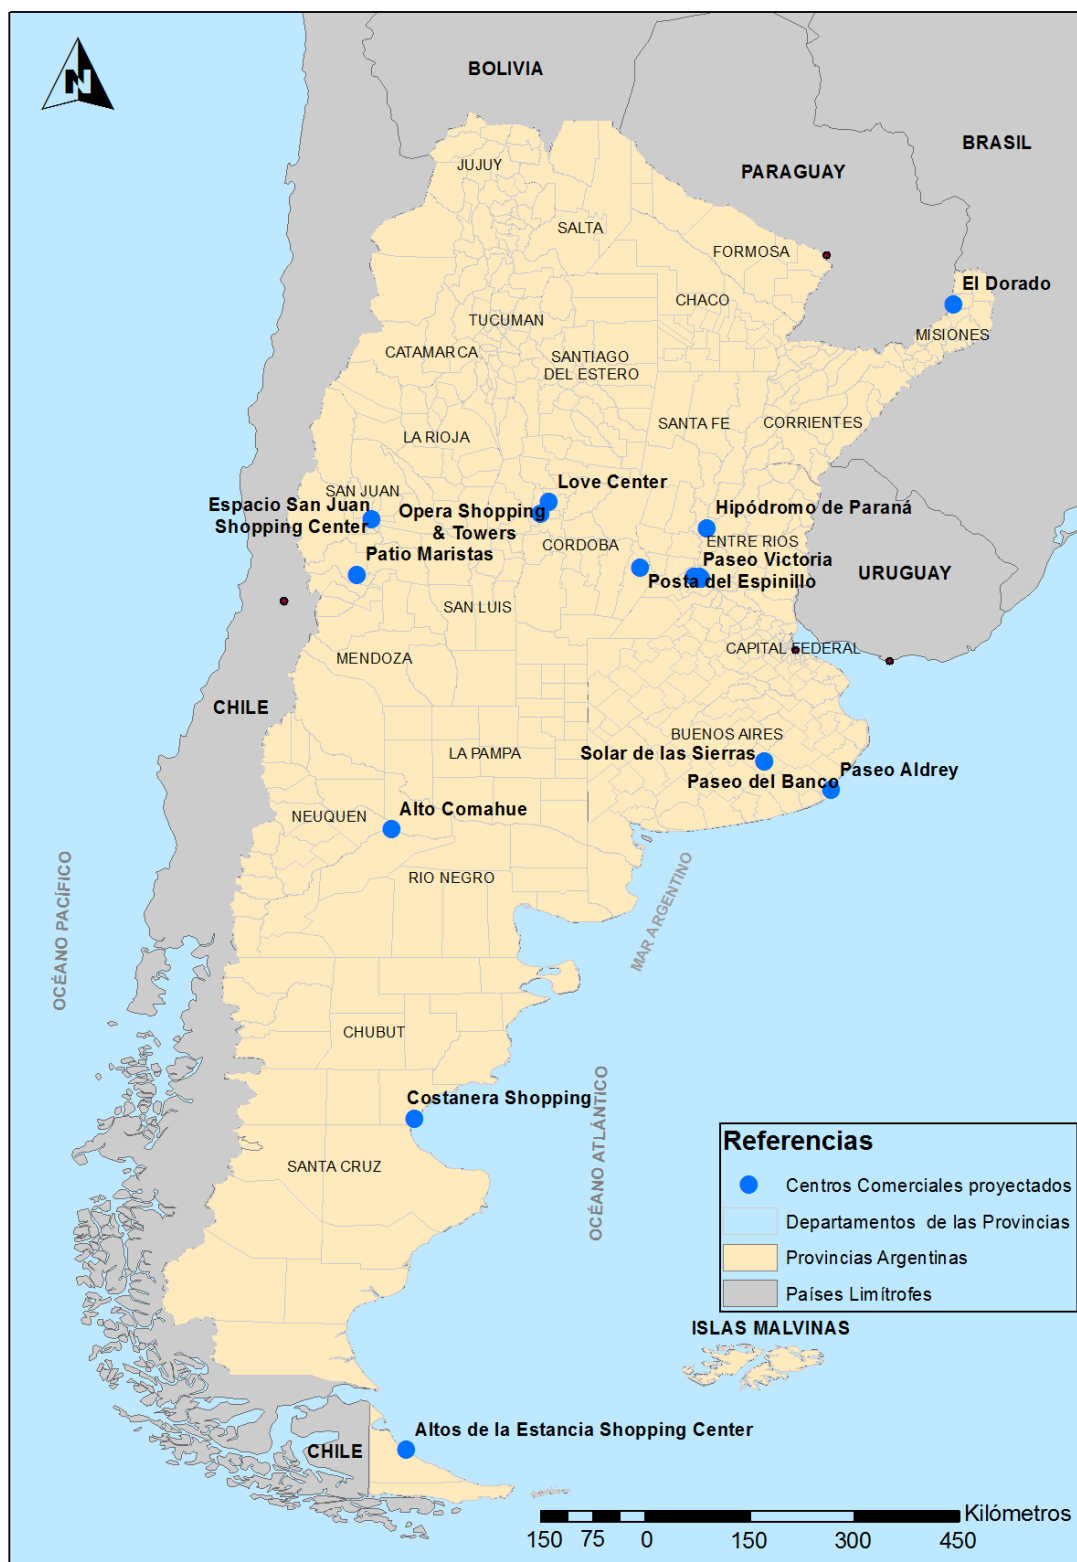 N
BOLIVIA
BRASIL
PARAGUAY
JUJUY
SALTA
FORMOSA
El Dorado
CHACO
MISIONES
TUCUMAN
CATAMARCA
SANTIAGO
DEL ESTERO
SANTA FE
CORRIENTES
LA RIOJA
Love Center
SAN JUAN
Espacio San Juan
Shopping Center
Opera Shopping
& Towers
Hipódromo de Paraná
CORDOBA
ENTRE RIOS
Patio Maristas
Paseo Victoria
Posta del Espinillo
URUGUAY
SAN LUIS
CAPITAL FEDERAL
MENDOZA
CHILE
BUENOS AIRES
LA PAMPA
Solar de las Sierras
Paseo Aldrey
Paseo del Banco
Alto Comahue
NEUQUEN
RIO NEGRO
MAR ARGENTINO
OCÉANO PACÍFICO
CHUBUT
Costanera Shopping
OCÉANO ATLÁNTICO
SANTA CRUZ
Referencias
Centros Comerciales proyectados
Departamentos de las Provincias
Provincias Argentinas
Países Limítrofes
ISLAS MALVINAS
Altos de la Estancia Shopping Center
CHILE
Kilómetros
150 75 0 150 300 450